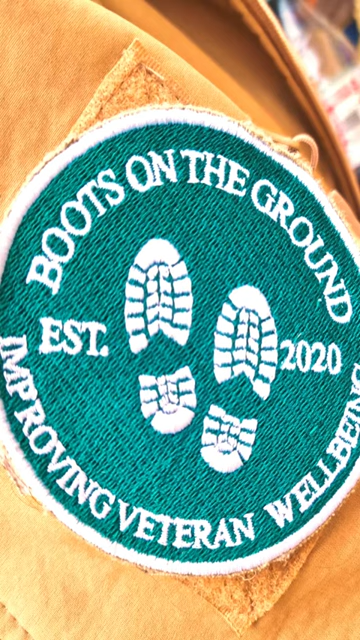 BOOTS ON THE GROUND
EST. 2020
IMPROVING VETERAN WELLBEING